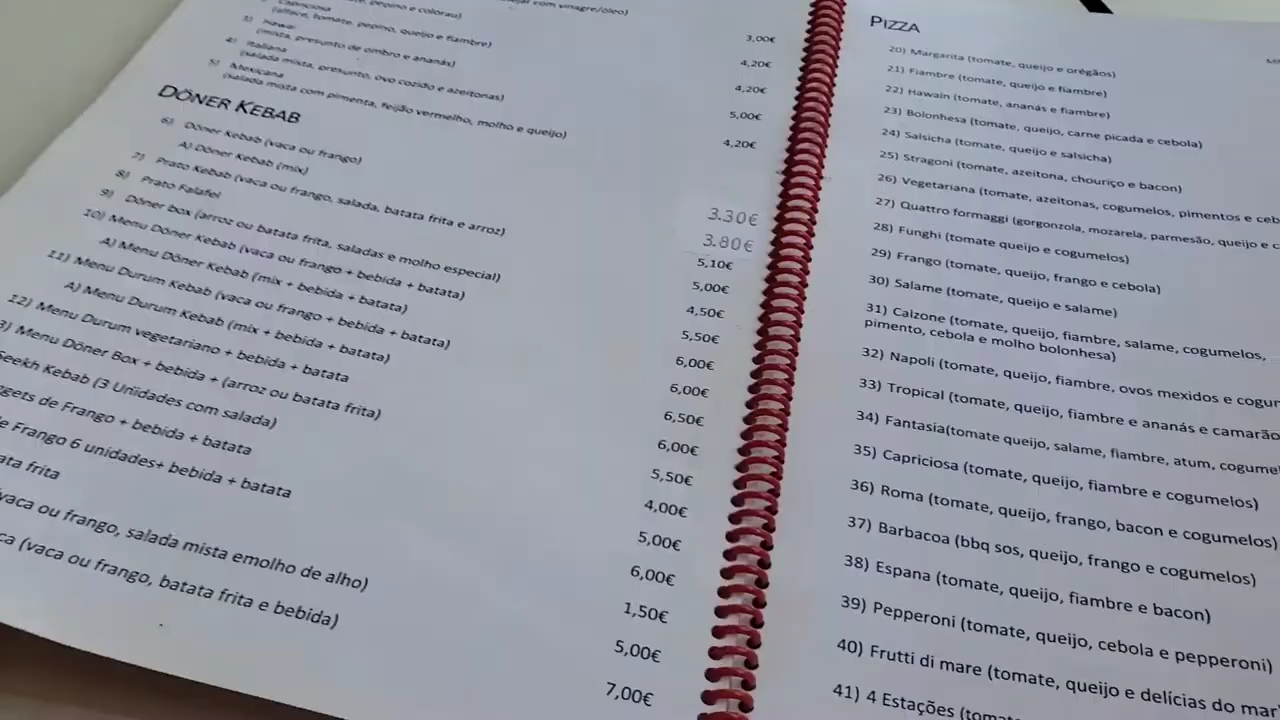 com vinagre/óleo)
pepino e colorau)
Capriciosa
(alface, tomate, pepino, queijo e fiambre)
3) Hawai
(mista, presunto de ombro e ananás)
4) Italiana
(salada mista, presunto, ovo cozido e azeitonas)
5) Mexicana
(salada mista com pimenta, feijão vermelho, molho e queijo)
3,00€
4,20€
4,20€
5,00€
4,20€
DÖNER KEBAB
6) Döner Kebab (vaca ou frango)
A) Döner Kebab (mix)
7) Prato Kebab (vaca ou frango, salada, batata frita e arroz)
8) Prato Falafel
9) Döner box (arroz ou batata frita, saladas e molho especial)
10) Menu Döner Kebab (vaca ou frango + bebida + batata)
A) Menu Döner Kebab (mix + bebida + batata)
11) Menu Durum Kebab (vaca ou frango + bebida + batata)
A) Menu Durum Kebab (mix + bebida + batata)
12) Menu Durum vegetariano + bebida + batata
3) Menu Döner Box + bebida + (arroz ou batata frita)
Seekh Kebab (3 Uniidades com salada)
gets de Frango + bebida + batata
e Frango 6 unidades+ bebida + batata
ata frita
vaca ou frango, salada mista emolho de alho)
ca (vaca ou frango, batata frita e bebida)
3.30€
3.80€
5,10€
5,00€
4,50€
5,50€
6,00€
6,00€
6,50€
6,00€
5,50€
4,00€
5,00€
6,00€
1,50€
5,00€
7,00€
PIZZA
20) Margarita (tomate, queijo e orégãos)
21) Fiambre (tomate, queijo e fiambre)
22) Hawain (tomate, ananás e fiambre)
23) Bolonhesa (tomate, queijo, carne picada e cebola)
24) Salsicha (tomate, queijo e salsicha)
25) Stragoni (tomate, azeitona, chouriço e bacon)
26) Vegetariana (tomate, azeitonas, cogumelos, pimentos e ceb
27) Quattro formaggi (gorgonzola, mozarela, parmesão, queijo e c
28) Funghi (tomate queijo e cogumelos)
29) Frango (tomate, queijo, frango e cebola)
30) Salame (tomate, queijo e salame)
31) Calzone (tomate, queijo, fiambre, salame, cogumelos,
pimento, cebola e molho bolonhesa)
32) Napoli (tomate, queijo, fiambre, ovos mexidos e cogun
33) Tropical (tomate, queijo, fiambre e ananás e camarão
34) Fantasia(tomate queijo, salame, fiambre, atum, cogumel
35) Capriciosa (tomate, queijo, fiambre e cogumelos)
36) Roma (tomate, queijo, frango, bacon e cogumelos)
37) Barbacoa (bbq sos, queijo, frango e cogumelos)
38) Espana (tomate, queijo, fiambre e bacon)
39) Pepperoni (tomate, queijo, cebola e pepperoni)
40) Frutti di mare (tomate, queijo e delícias do mar
41) 4 Estações (tomat